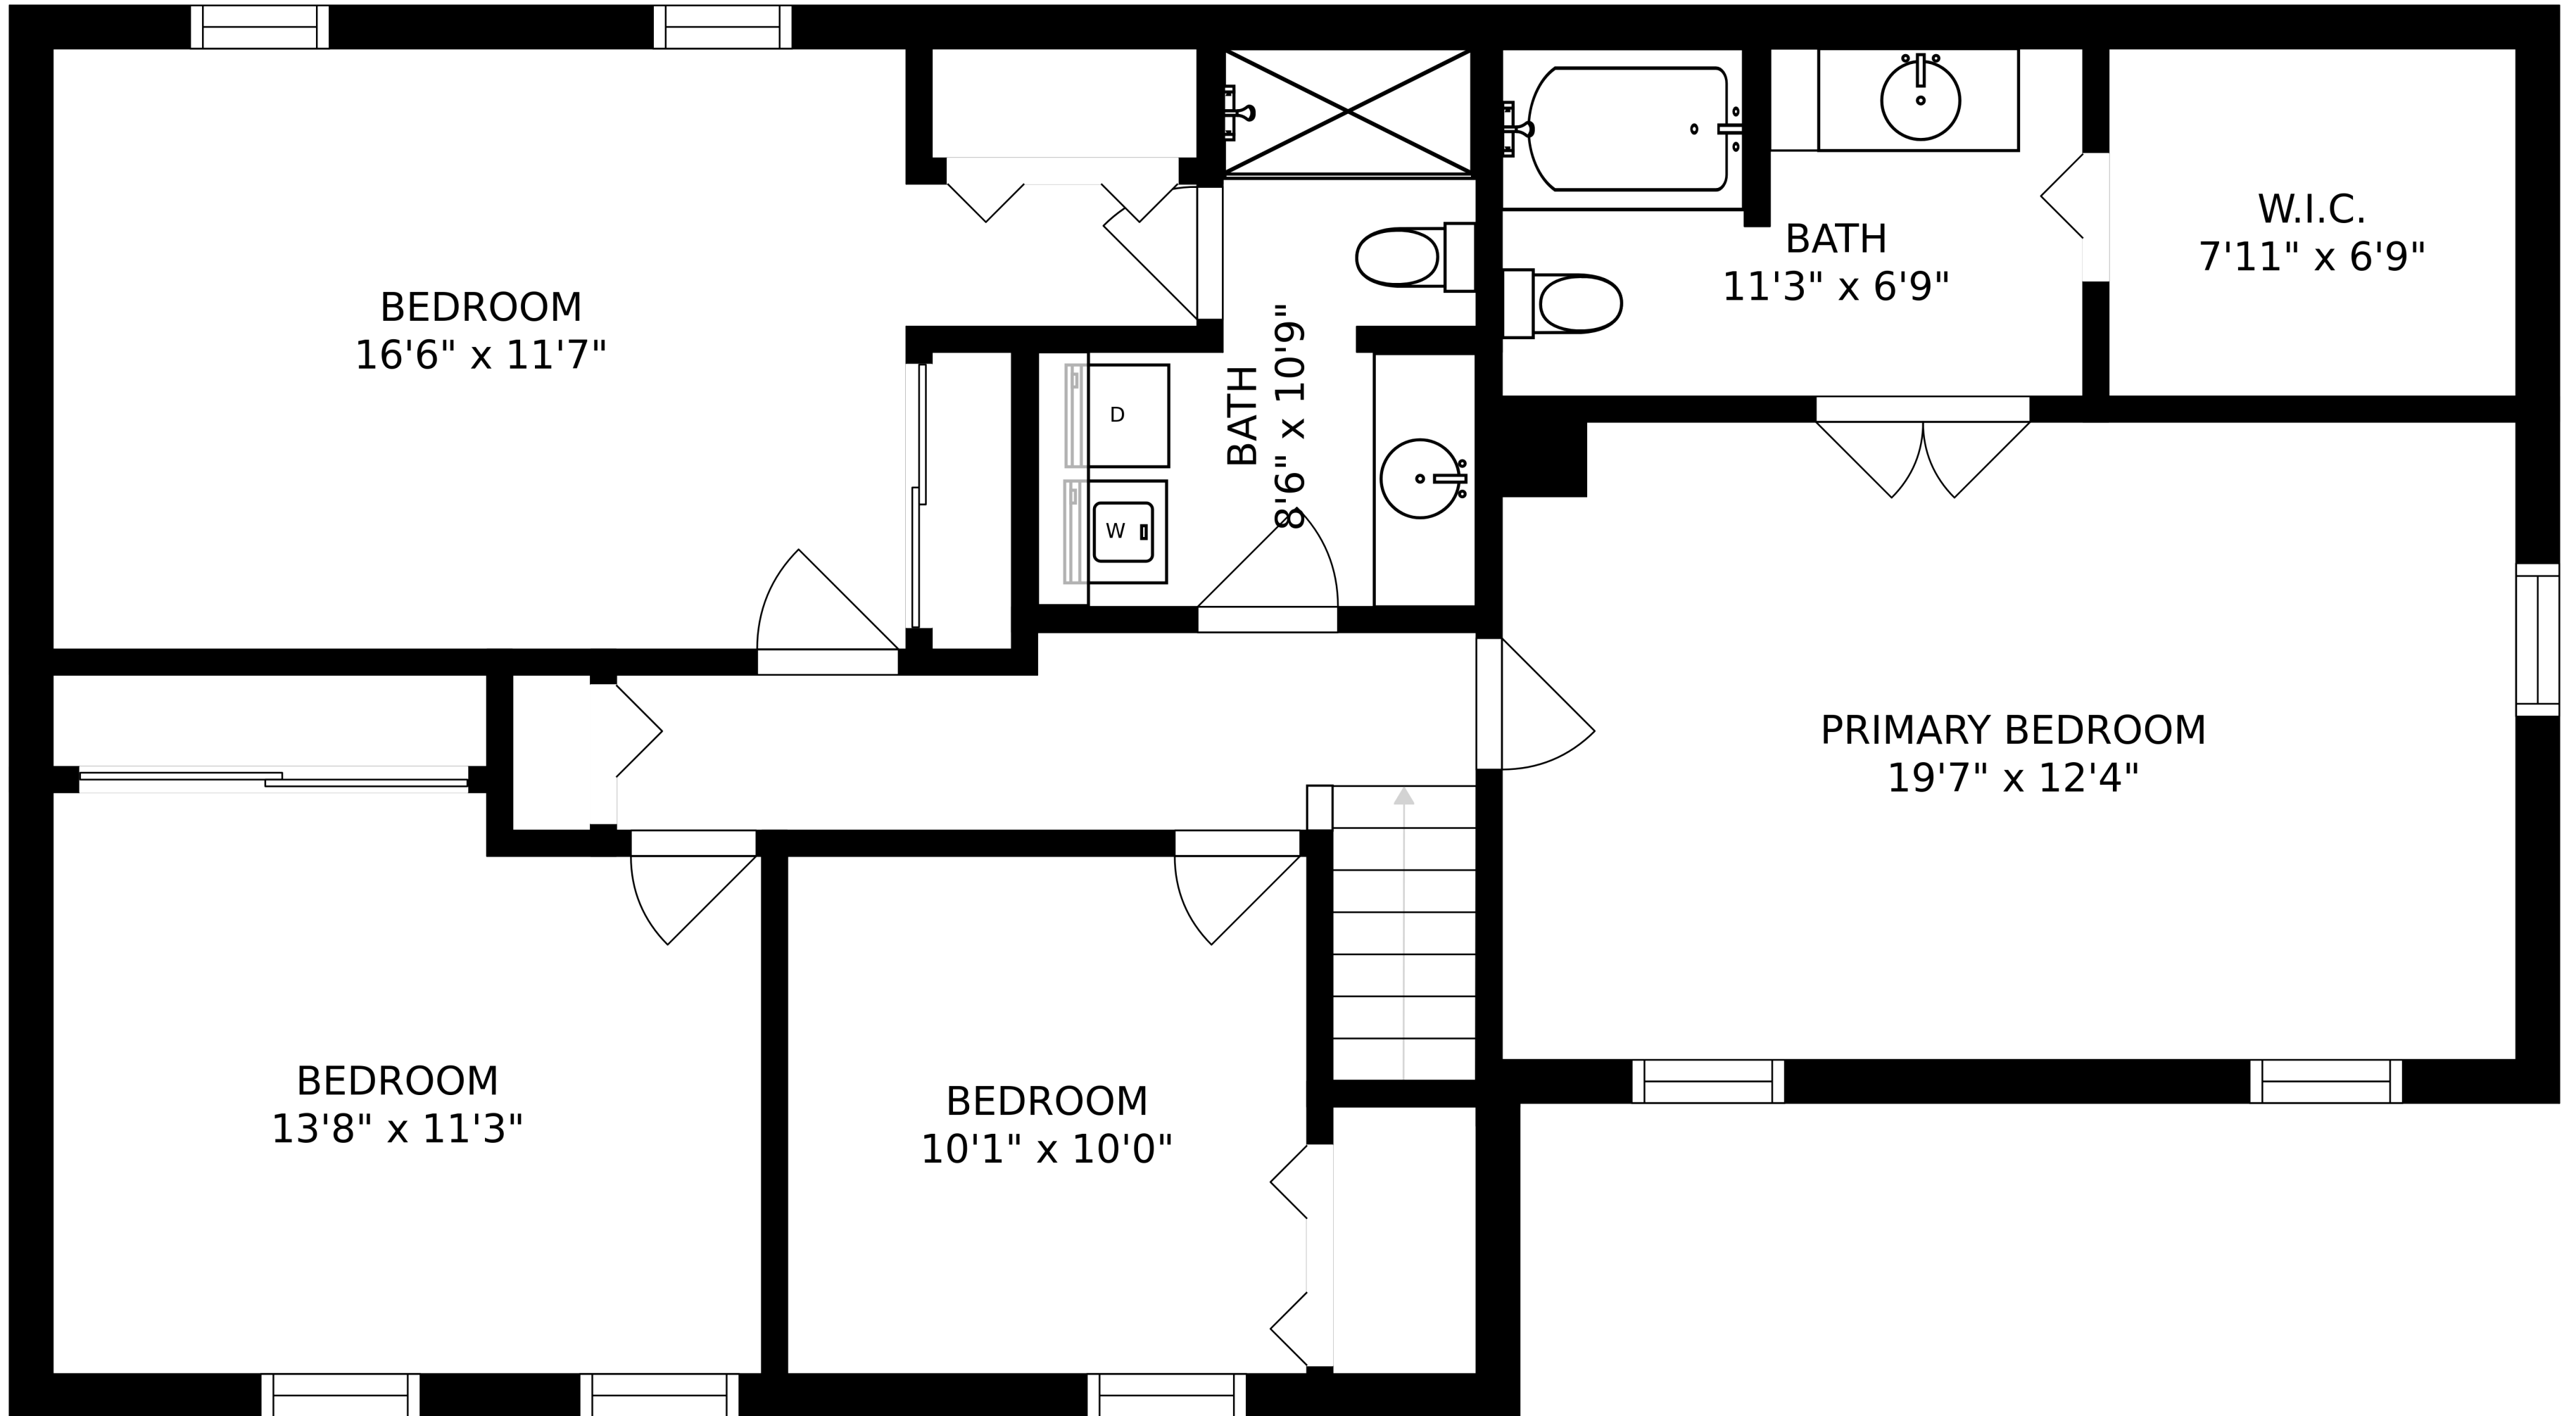 BEDROOM
16'6" x 11'7"
D
W
BATH
8'6" x 10'9"
BATH
11'3" x 6'9"
W.I.C.
7'11" x 6'9"
PRIMARY BEDROOM
19'7" x 12'4"
BEDROOM
13'8" x 11'3"
BEDROOM
10'1" x 10'0"